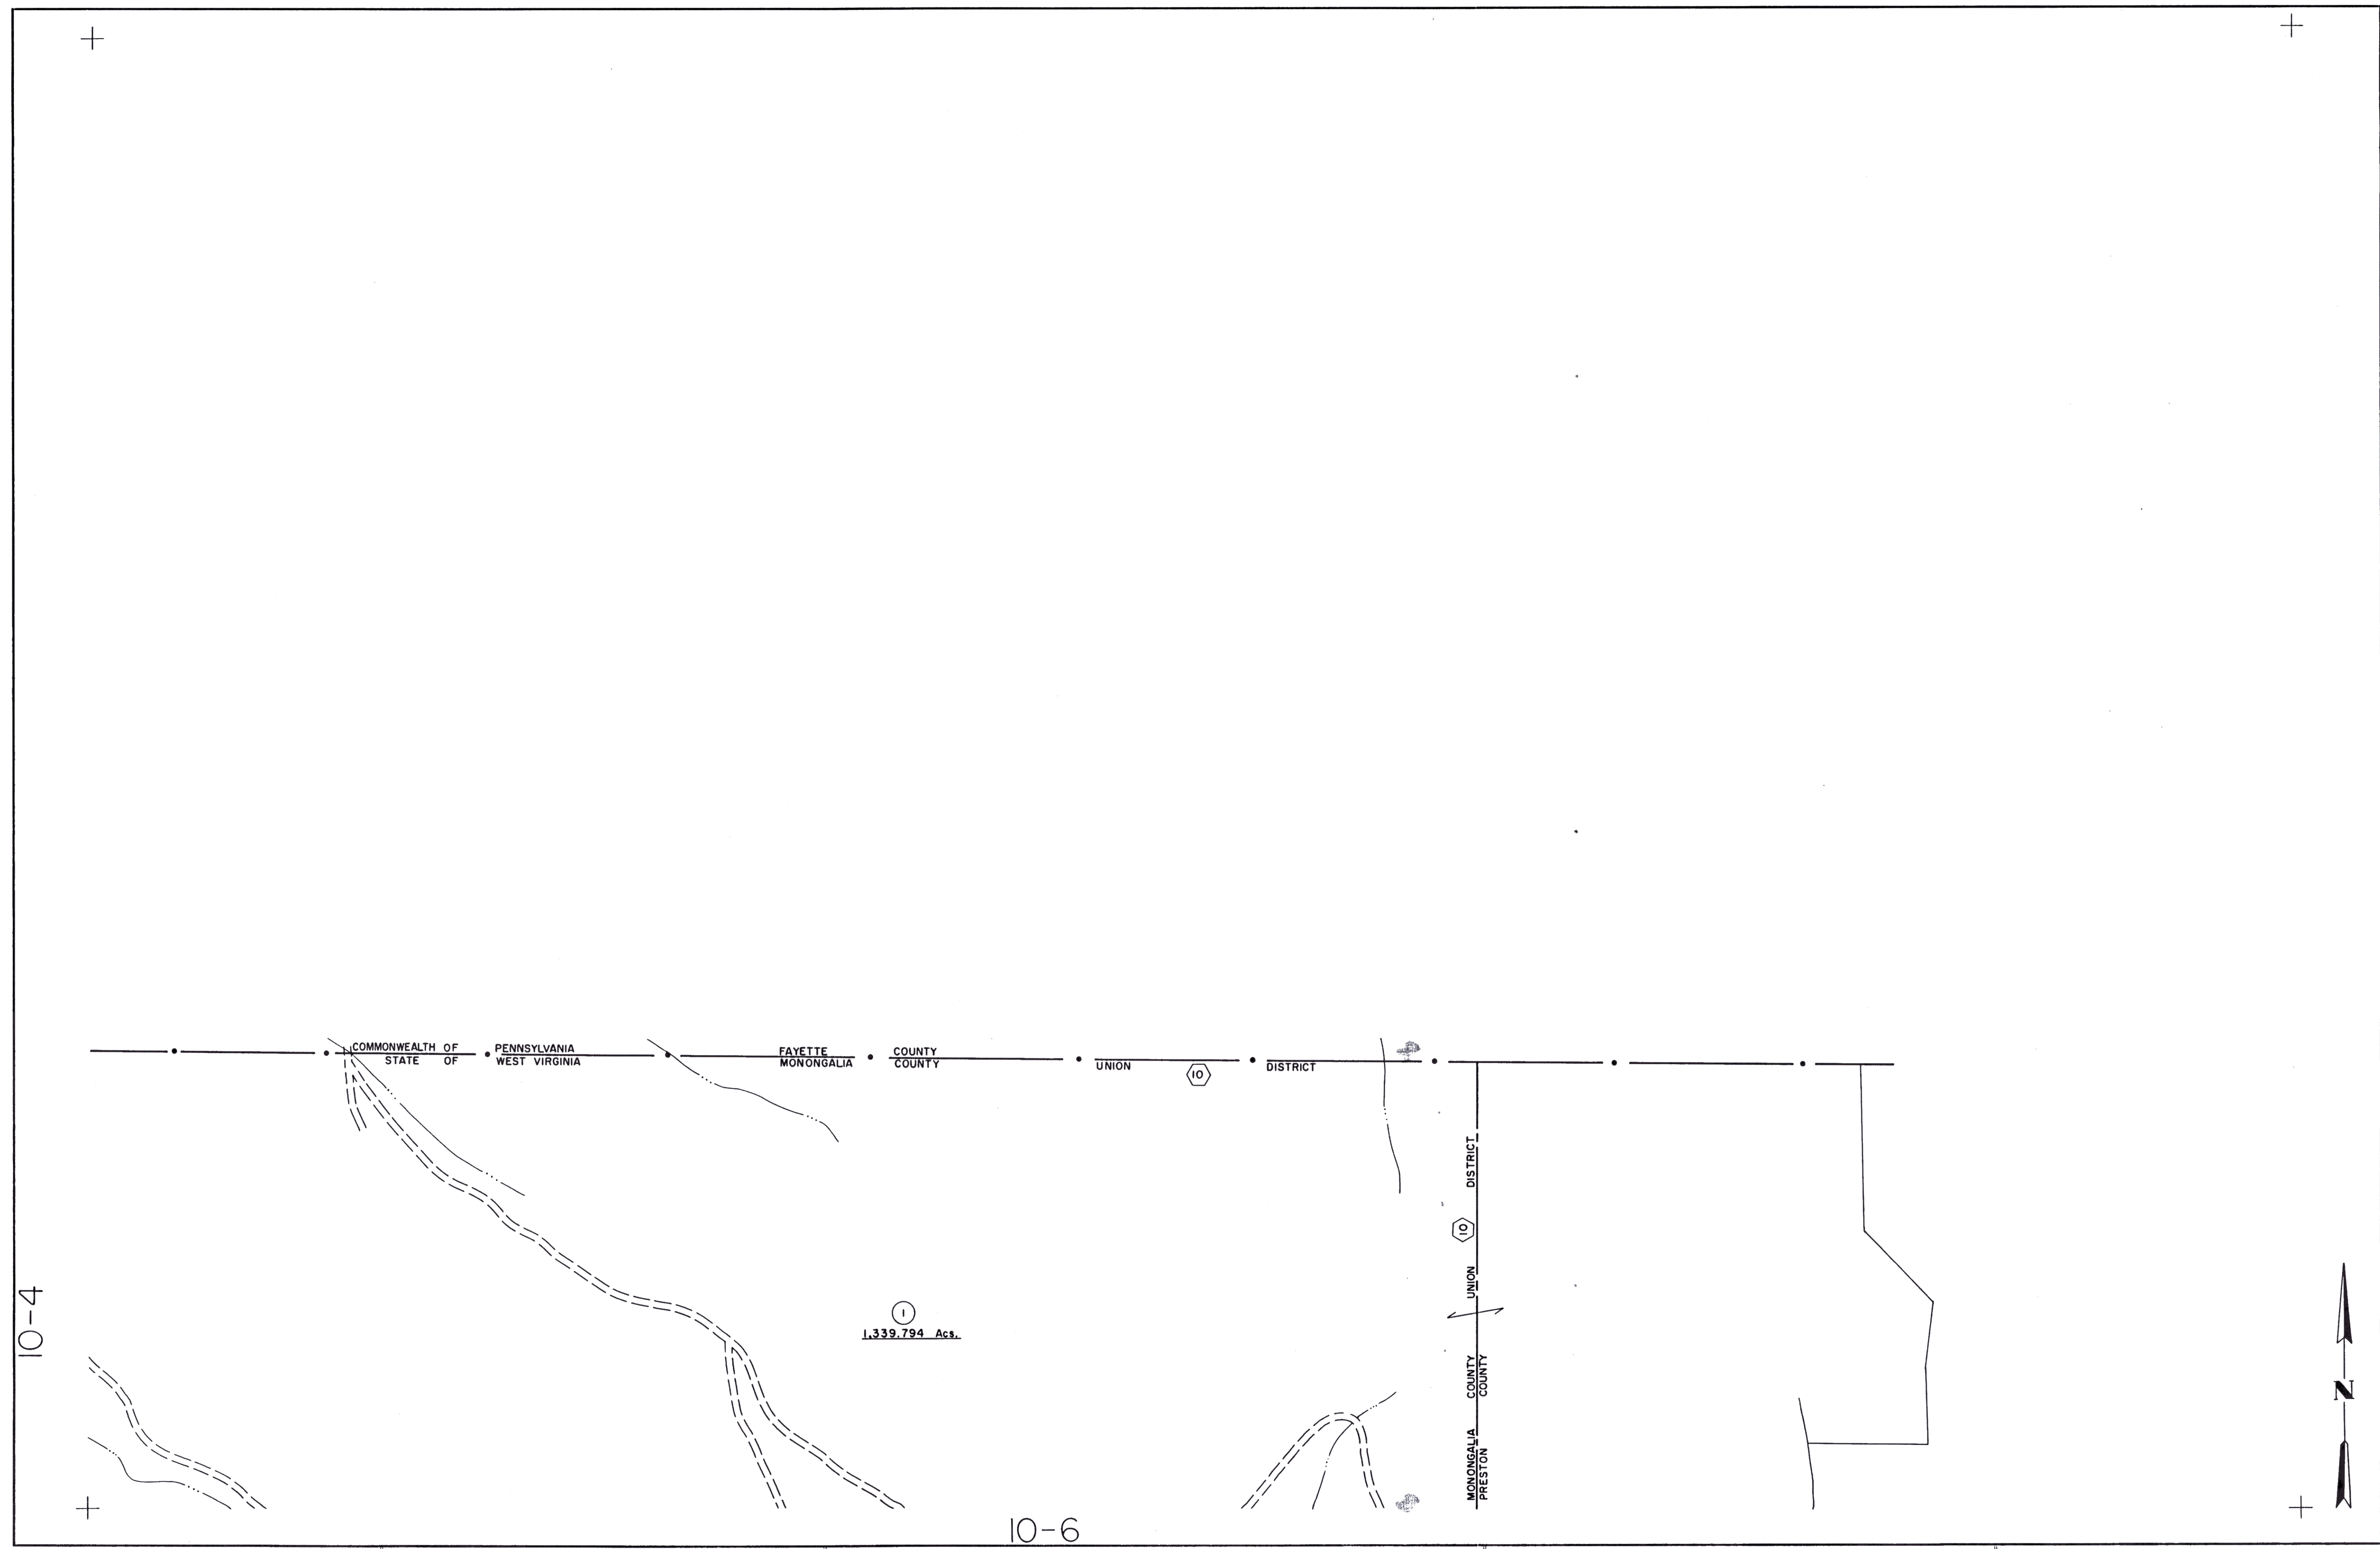 COMMONWEALTH OF PENNSYLVANIA
STATE OF WEST VIRGINIA
FAYETTE COUNTY
MONONGALIA COUNTY
UNION 10 DISTRICT
MONONGALIA COUNTY UNION 10 DISTRICT
PRESTON COUNTY
1
1,339.794 Acs.
10-4
10-6
N